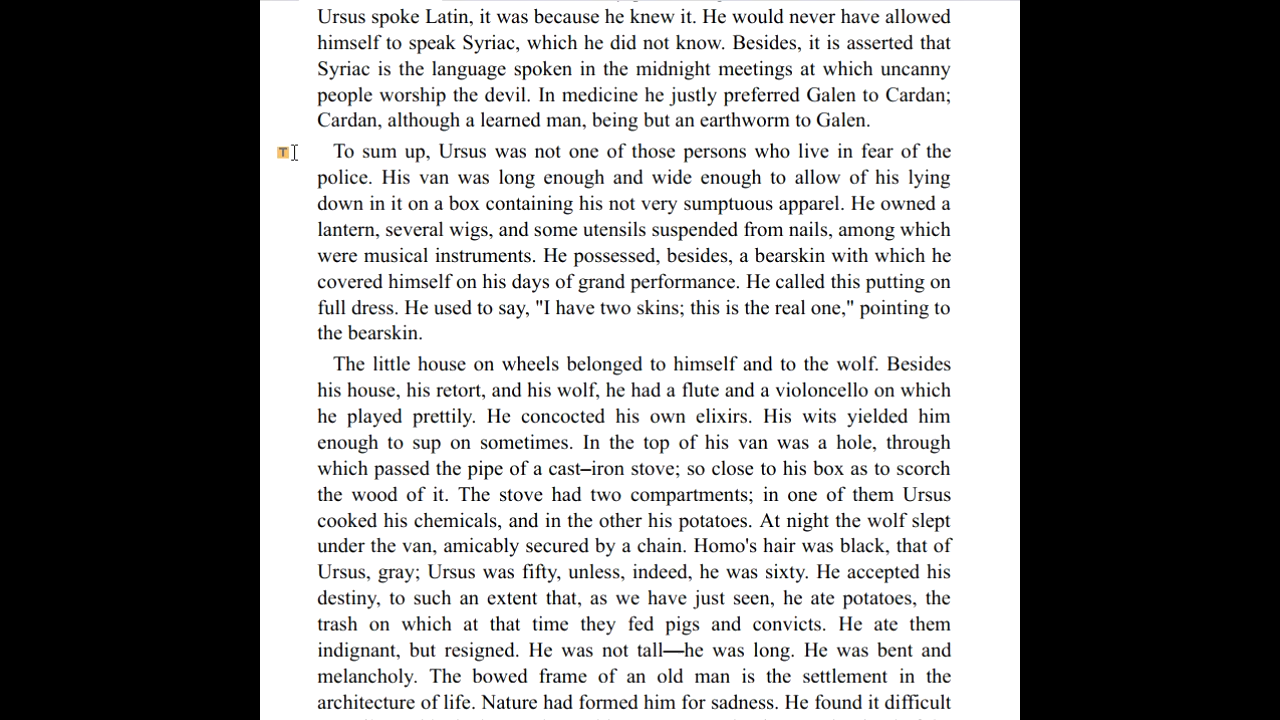 Ursus spoke Latin, it was because he knew it. He would never have allowed
himself to speak Syriac, which he did not know. Besides, it is asserted that
Syriac is the language spoken in the midnight meetings at which uncanny
people worship the devil. In medicine he justly preferred Galen to Cardan;
Cardan, although a learned man, being but an earthworm to Galen.
T
To sum up, Ursus was not one of those persons who live in fear of the
police. His van was long enough and wide enough to allow of his lying
down in it on a box containing his not very sumptuous apparel. He owned a
lantern, several wigs, and some utensils suspended from nails, among which
were musical instruments. He possessed, besides, a bearskin with which he
covered himself on his days of grand performance. He called this putting on
full dress. He used to say, "I have two skins; this is the real one," pointing to
the bearskin.
The little house on wheels belonged to himself and to the wolf. Besides
his house, his retort, and his wolf, he had a flute and a violoncello on which
he played prettily. He concocted his own elixirs. His wits yielded him
enough to sup on sometimes. In the top of his van was a hole, through
which passed the pipe of a cast–iron stove; so close to his box as to scorch
the wood of it. The stove had two compartments; in one of them Ursus
cooked his chemicals, and in the other his potatoes. At night the wolf slept
under the van, amicably secured by a chain. Homo's hair was black, that of
Ursus, gray; Ursus was fifty, unless, indeed, he was sixty. He accepted his
destiny, to such an extent that, as we have just seen, he ate potatoes, the
trash on which at that time they fed pigs and convicts. He ate them
indignant, but resigned. He was not tall—he was long. He was bent and
melancholy. The bowed frame of an old man is the settlement in the
architecture of life. Nature had formed him for sadness. He found it difficult